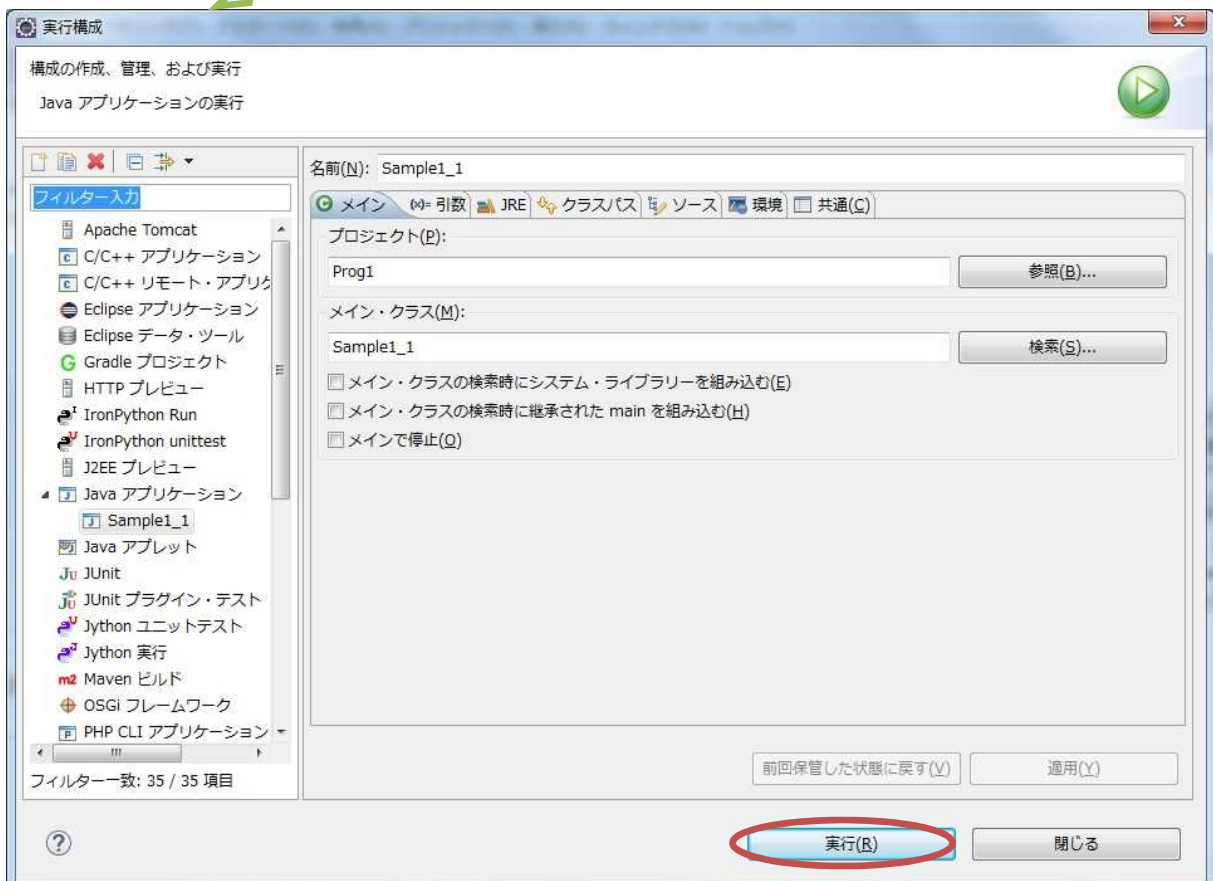 実行構成
構成の作成、管理、および実行
Java アプリケーションの実行
フィルター入力
Apache Tomcat
C/C++ アプリケーション
C/C++ リモート・アプリケ
Eclipse アプリケーション
Eclipse データ・ツール
Gradle プロジェクト
HTTP プレビュー
IronPython Run
IronPython unittest
J2EE プレビュー
Java アプリケーション
Sample1_1
Java アプレット
JUnit
JUnit プラグイン・テスト
Jython ユニットテスト
Jython 実行
m2 Maven ビルド
OSGi フレームワーク
PHP CLI アプリケーション
フィルター一致: 35 / 35 項目
名前(N): Sample1_1
メイン (x)= 引数 JRE クラスパス ソース 環境 共通(C)
プロジェクト(P):
Prog1 参照(B)...
メイン・クラス(M):
Sample1_1 検索(S)...
メイン・クラスの検索時にシステム・ライブラリーを組み込む(E)
メイン・クラスの検索時に継承された main を組み込む(H)
メインで停止(O)
前回保管した状態に戻す(V) 適用(Y)
実行(R) 閉じる